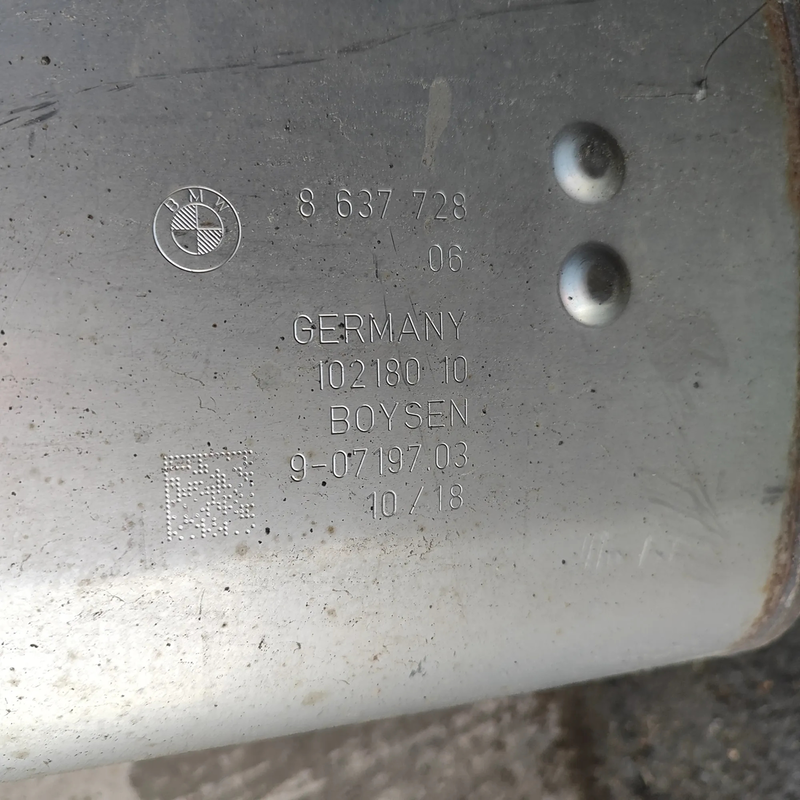 BMW
8 637 728
06
GERMANY
102180 10
BOYSEN
9-07197.03
10/18